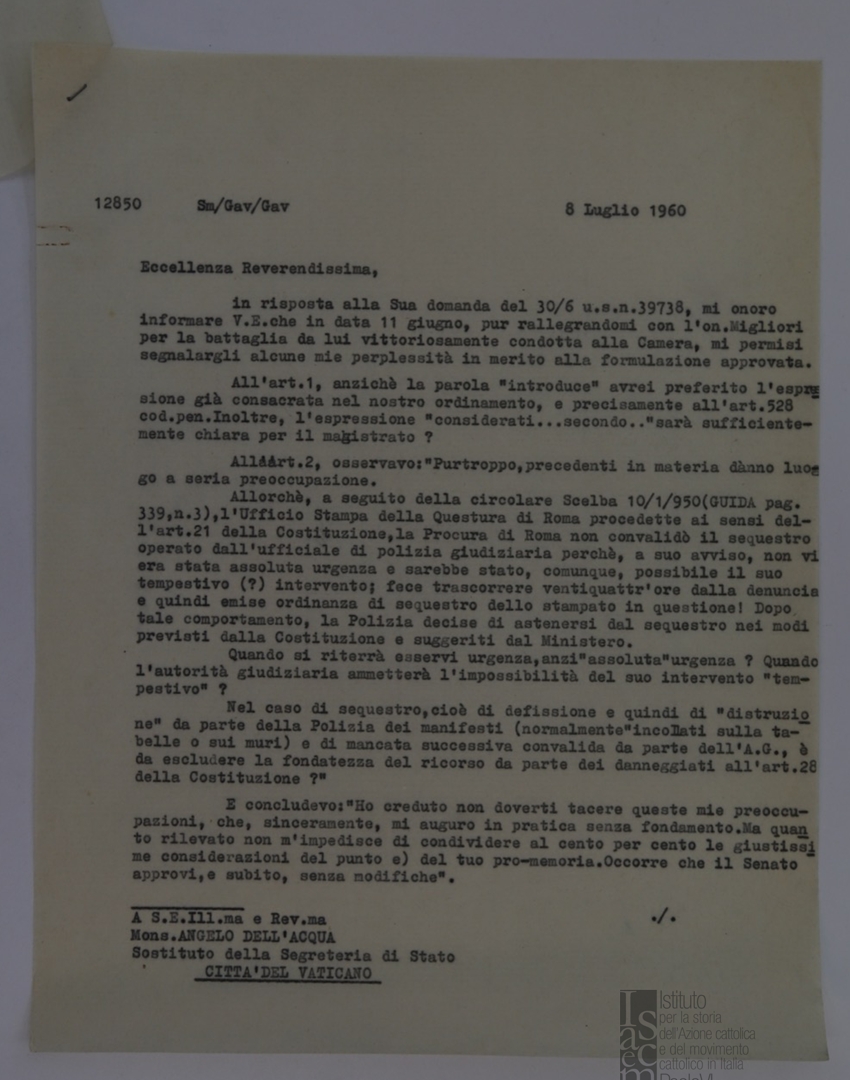 12850 Sm/Gav/Gav 8 Luglio 1960
Eccellenza Reverendissima,
in risposta alla Sua domanda del 30/6 u.s.n.39738, mi onoro
informare V.E.che in data 11 giugno, pur rallegrandomi con l'on.Migliori
per la battaglia da lui vittoriosamente condotta alla Camera, mi permisi
segnalargli alcune mie perplessità in merito alla formulazione approvata.
All'art.1, anzichè la parola "introduce" avrei preferito l'espre
sione già consacrata nel nostro ordinamento, e precisamente all'art.528
cod.pen.Inoltre, l'espressione "considerati...secondo.."sarà sufficiente-
mente chiara per il magistrato ?
All'art.2, osservavo:"Purtroppo,precedenti in materia dànno luo
go a seria preoccupazione.
Allorchè, a seguito della circolare Scelba 10/1/950(GUIDA pag.
339,n.3),l'Ufficio Stampa della Questura di Roma procedette ai sensi del-
l'art.21 della Costituzione,la Procura di Roma non convalidò il sequestro
operato dall'ufficiale di polizia giudiziaria perchè, a suo avviso, non vi
era stata assoluta urgenza e sarebbe stato, comunque, possibile il suo
tempestivo (?) intervento; fece trascorrere ventiquattr'ore dalla denuncia
e quindi emise ordinanza di sequestro dello stampato in questione! Dopo
tale comportamento, la Polizia decise di astenersi dal sequestro nei modi
previsti dalla Costituzione e suggeriti dal Ministero.
Quando si riterrà esservi urgenza,anzi"assoluta"urgenza ? Quando
l'autorità giudiziaria ammetterà l'impossibilità del suo intervento "tem-
pestivo" ?
Nel caso di sequestro,cioè di defissione e quindi di "distruzio
ne" da parte della Polizia dei manifesti (normalmente"incollati sulla ta-
belle o sui muri) e di mancata successiva convalida da parte dell'A.G., è
da escludere la fondatezza del ricorso da parte dei danneggiati all'art.28
della Costituzione ?"
E concludevo:"Ho creduto non doverti tacere queste mie preoccu-
pazioni, che, sinceramente, mi auguro in pratica senza fondamento.Ma quan
to rilevato non m'impedisce di condividere al cento per cento le giustissi
me considerazioni del punto e) del tuo pro-memoria.Occorre che il Senato
approvi,e subito, senza modifiche".
A S.E.Ill.ma e Rev.ma ./.
Mons.ANGELO DELL'ACQUA
Sostituto della Segreteria di Stato
CITTA'DEL VATICANO
Istituto
per la storia
dell'Azione cattolica
e del movimento
cattolico in Italia
PaoloVI